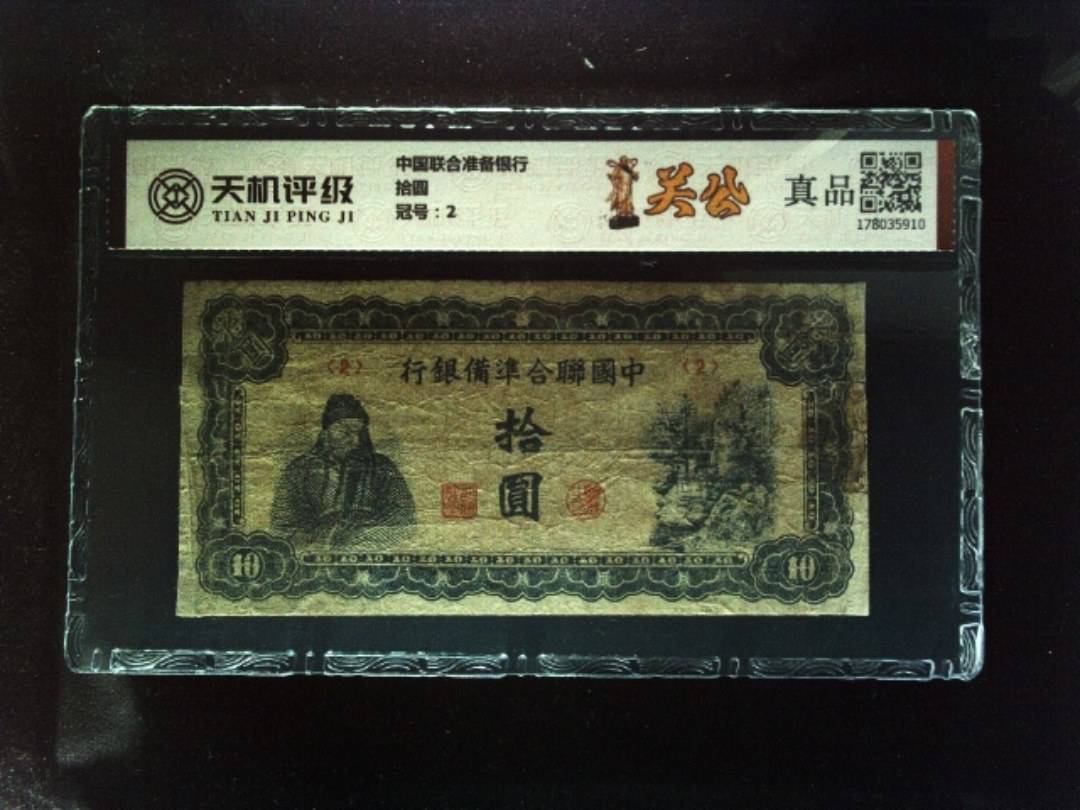 天机评级
TIAN JI PING JI
中国联合准备银行
拾圆
冠号：2
关公
真品
178035910
〈2〉 行銀備準合聯國中 〈2〉
拾
圓
10 10